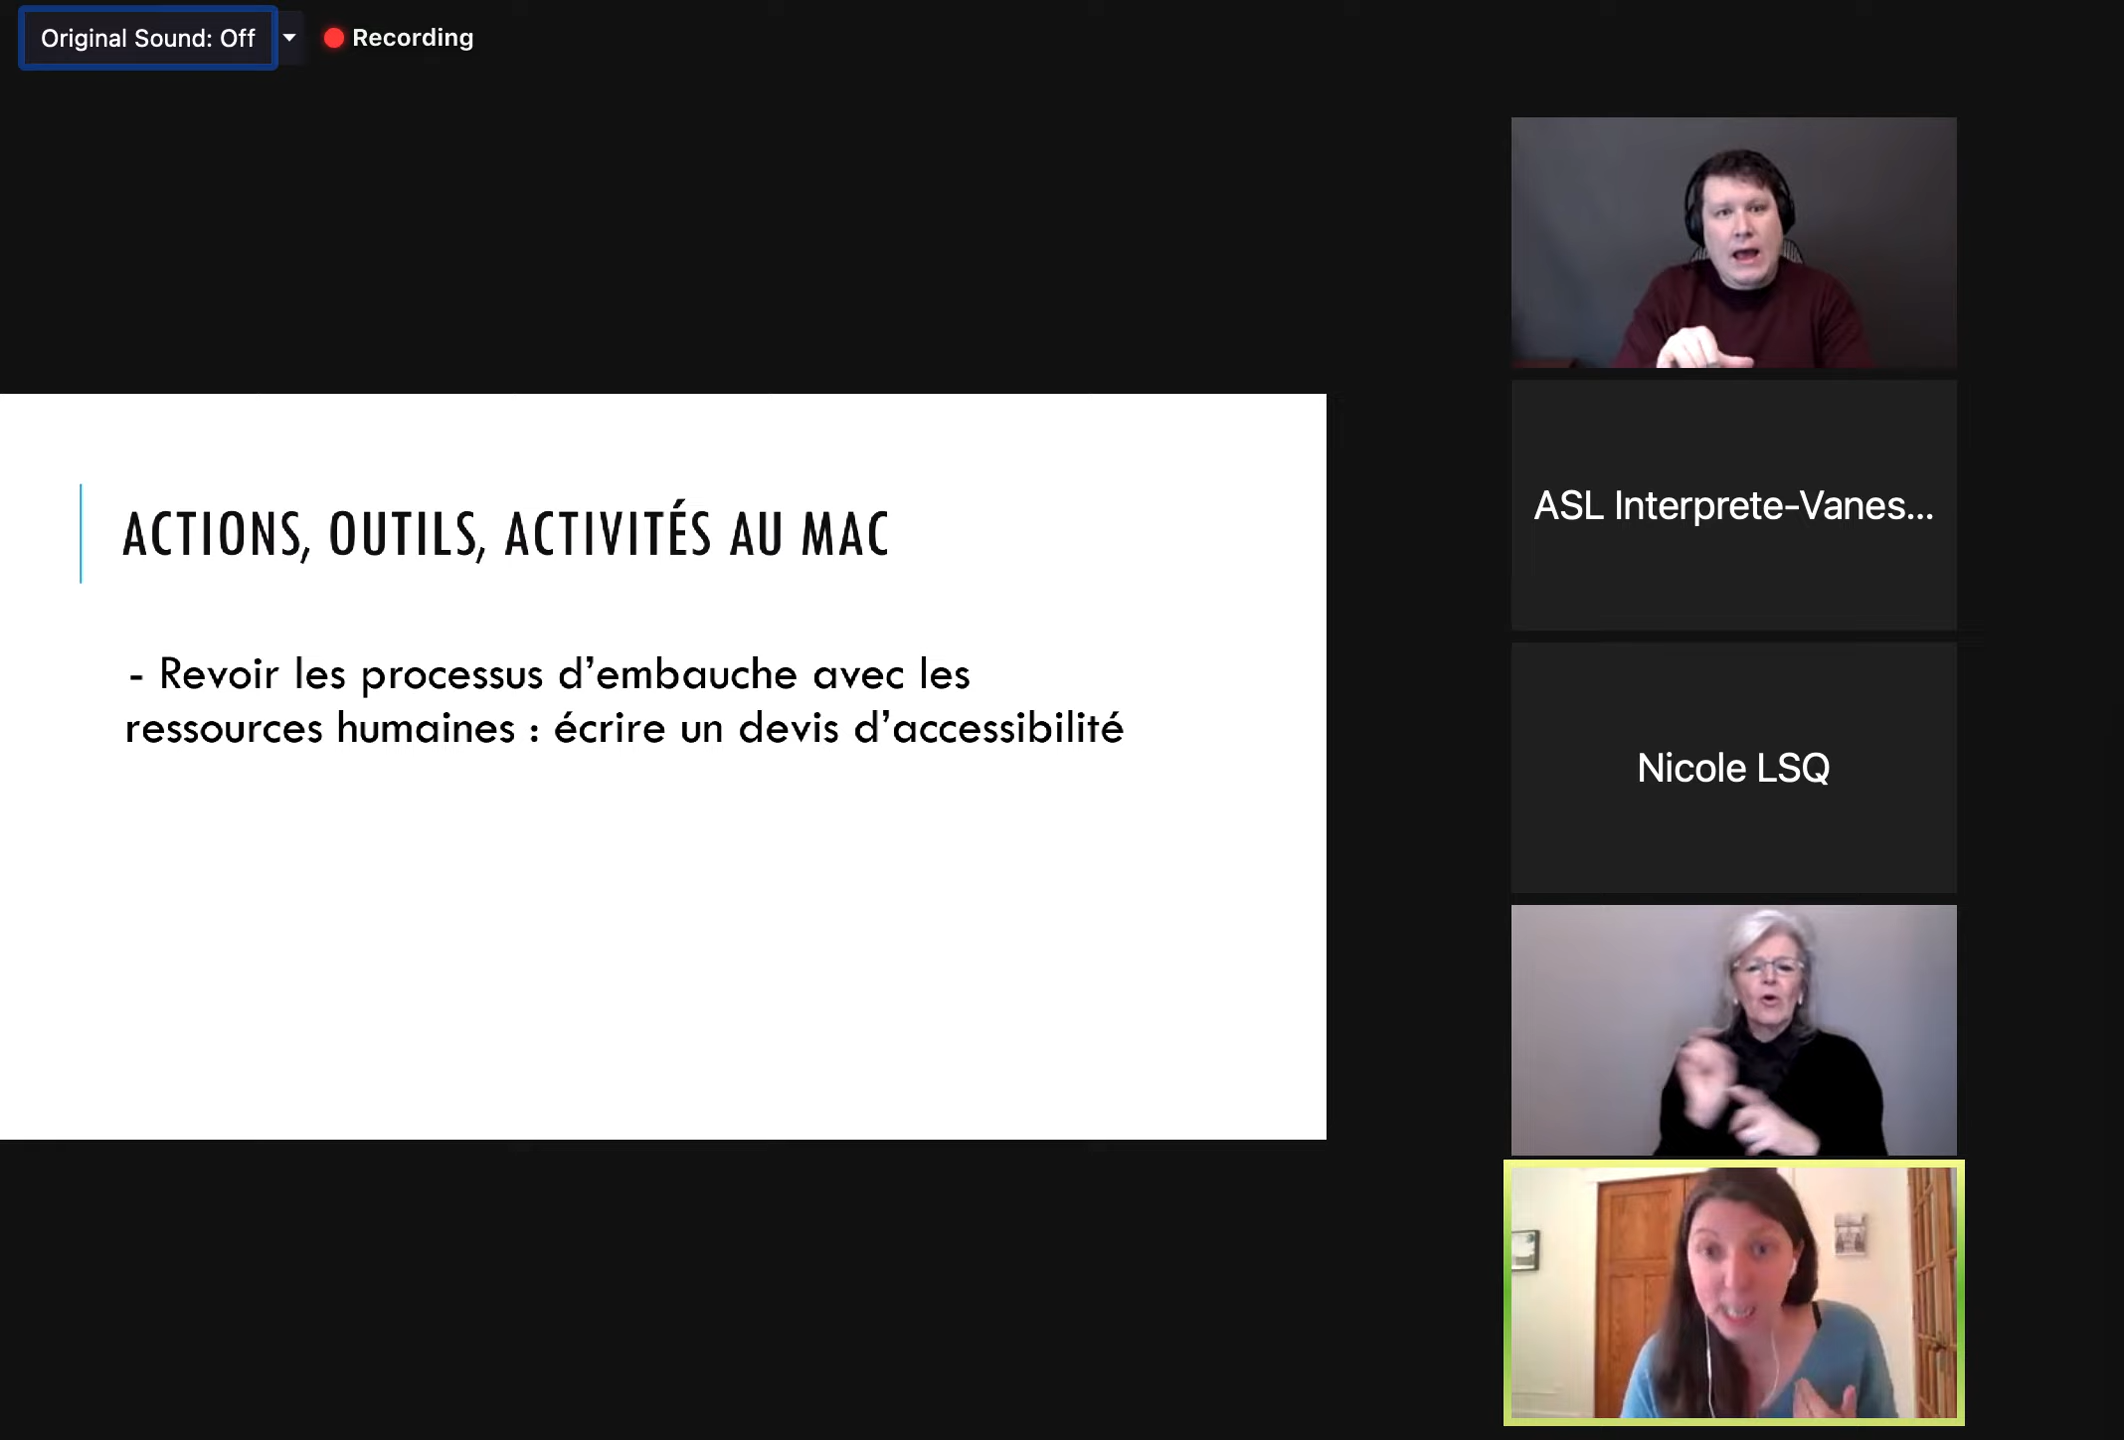 Original Sound: Off
Recording
ACTIONS, OUTILS, ACTIVITÉS AU MAC
- Revoir les processus d’embauche avec les
ressources humaines : écrire un devis d’accessibilité
ASL Interprete-Vanes...
Nicole LSQ